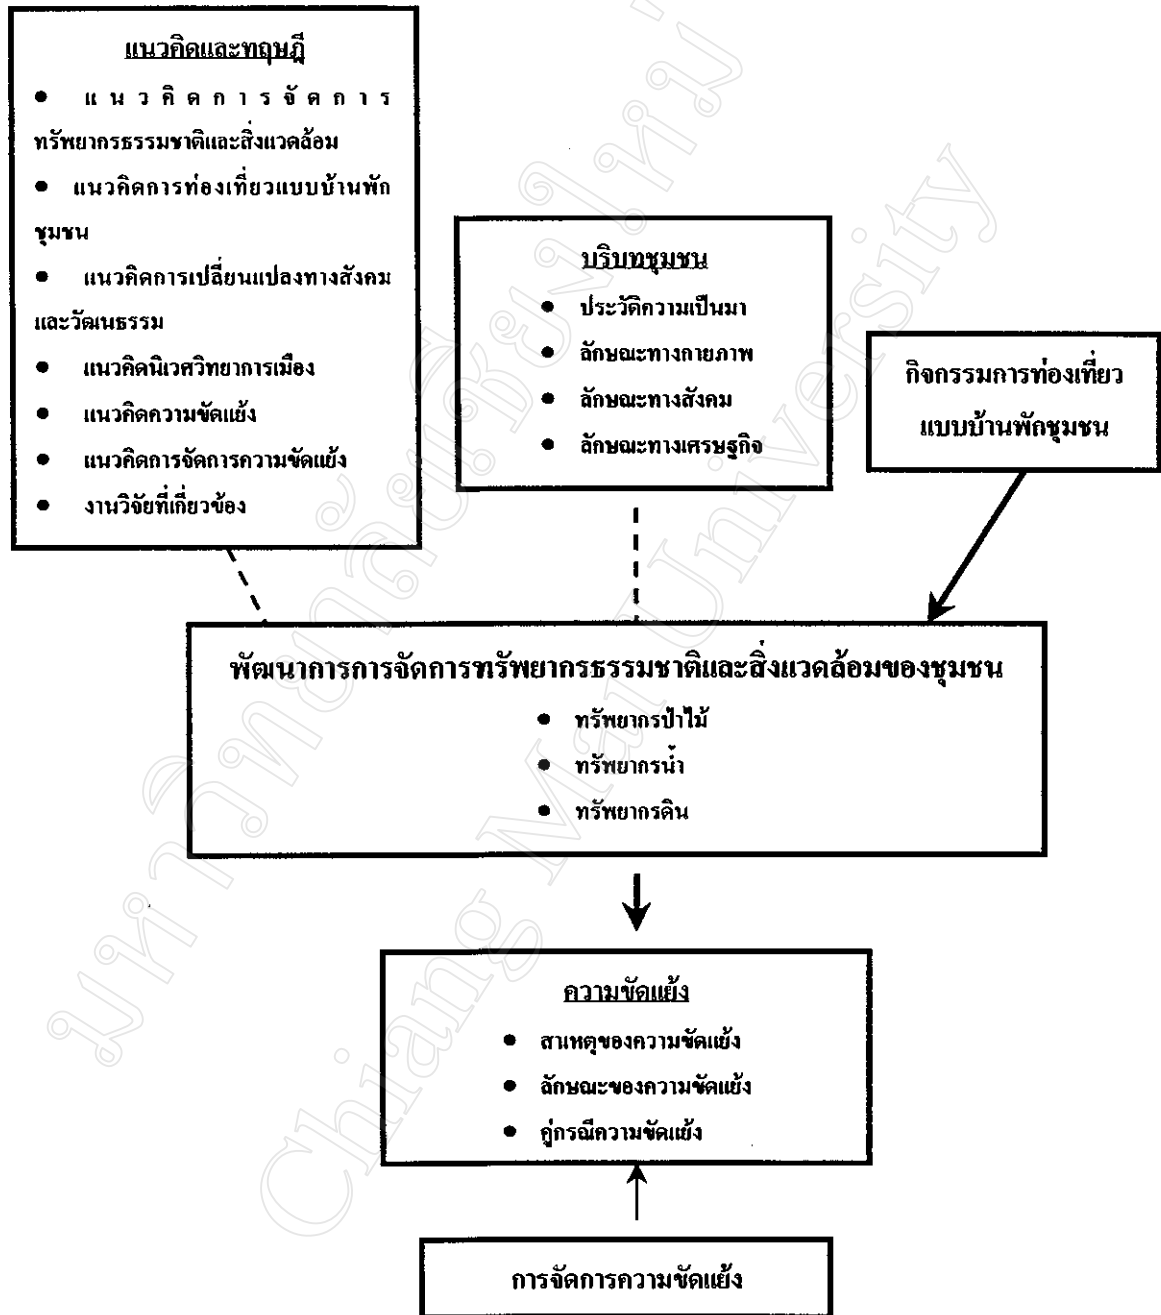 แนวคิดและทฤษฎี
● แนวคิดการจัดการ
ทรัพยากรธรรมชาติและสิ่งแวดล้อม
● แนวคิดการท่องเที่ยวแบบบ้านพัก
ชุมชน
● แนวคิดการเปลี่ยนแปลงทางสังคม
และวัฒนธรรม
● แนวคิดนิเวศวิทยาการเมือง
● แนวคิดความขัดแย้ง
● แนวคิดการจัดการความขัดแย้ง
● งานวิจัยที่เกี่ยวข้อง
บริบทชุมชน
● ประวัติความเป็นมา
● ลักษณะทางกายภาพ
● ลักษณะทางสังคม
● ลักษณะทางเศรษฐกิจ
กิจกรรมการท่องเที่ยว
แบบบ้านพักชุมชน
พัฒนาการการจัดการทรัพยากรธรรมชาติและสิ่งแวดล้อมของชุมชน
● ทรัพยากรป่าไม้
● ทรัพยากรน้ำ
● ทรัพยากรดิน
ความขัดแย้ง
● สาเหตุของความขัดแย้ง
● ลักษณะของความขัดแย้ง
● คู่กรณีความขัดแย้ง
การจัดการความขัดแย้ง
มหาวิทยาลัยเชียงใหม่
Chiang Mai University